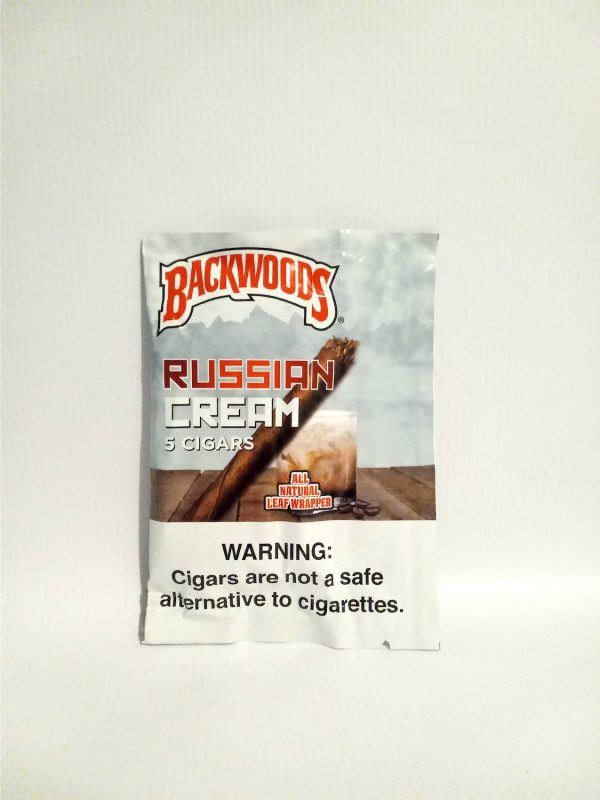 BACKWOODS®
RUSSIAN
CREAM
5 CIGARS
ALL
NATURAL
LEAF WRAPPER
WARNING:
Cigars are not a safe
alternative to cigarettes.